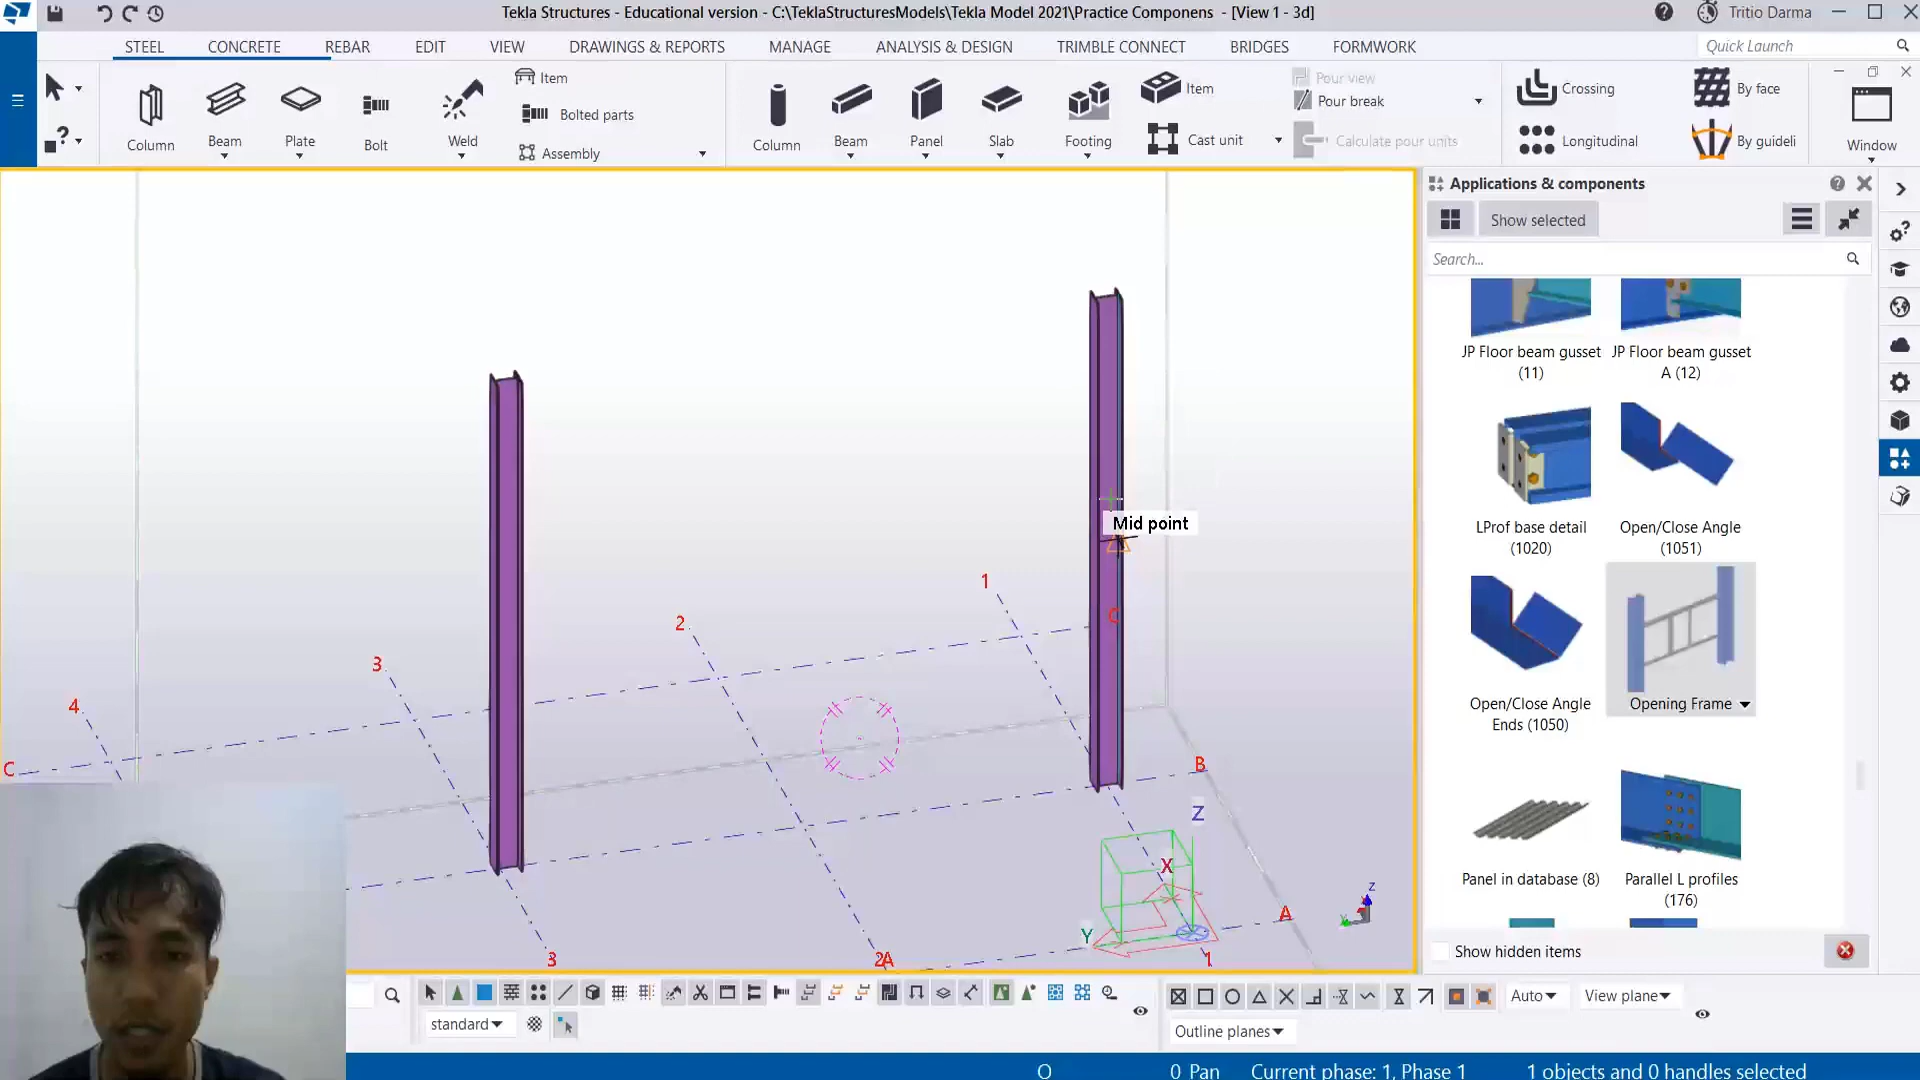 Tekla Structures - Educational version - C:\TeklaStructuresModels\Tekla Model 2021\Practice Componens - [View 1 - 3d]
Tritio Darma
STEEL CONCRETE REBAR EDIT VIEW DRAWINGS & REPORTS MANAGE ANALYSIS & DESIGN TRIMBLE CONNECT BRIDGES FORMWORK
Quick Launch
Column Beam Plate Bolt Weld
Item
Bolted parts
Assembly
Column Beam Panel Slab Footing
Item
Cast unit
Pour view
Pour break
Calculate pour units
Crossing
Longitudinal
By face
By guideli
Window
Applications & components
Show selected
Search...
JP Floor beam gusset (11)
JP Floor beam gusset A (12)
LProf base detail (1020)
Open/Close Angle (1051)
Open/Close Angle Ends (1050)
Opening Frame
Panel in database (8)
Parallel L profiles (176)
Show hidden items
Mid point
1
2
3
4
C
C
B
A
Z
X
Y
Z
3
2A
1
standard
Auto
View plane
Outline planes
O
0 Pan
Current phase: 1, Phase 1
1 objects and 0 handles selected